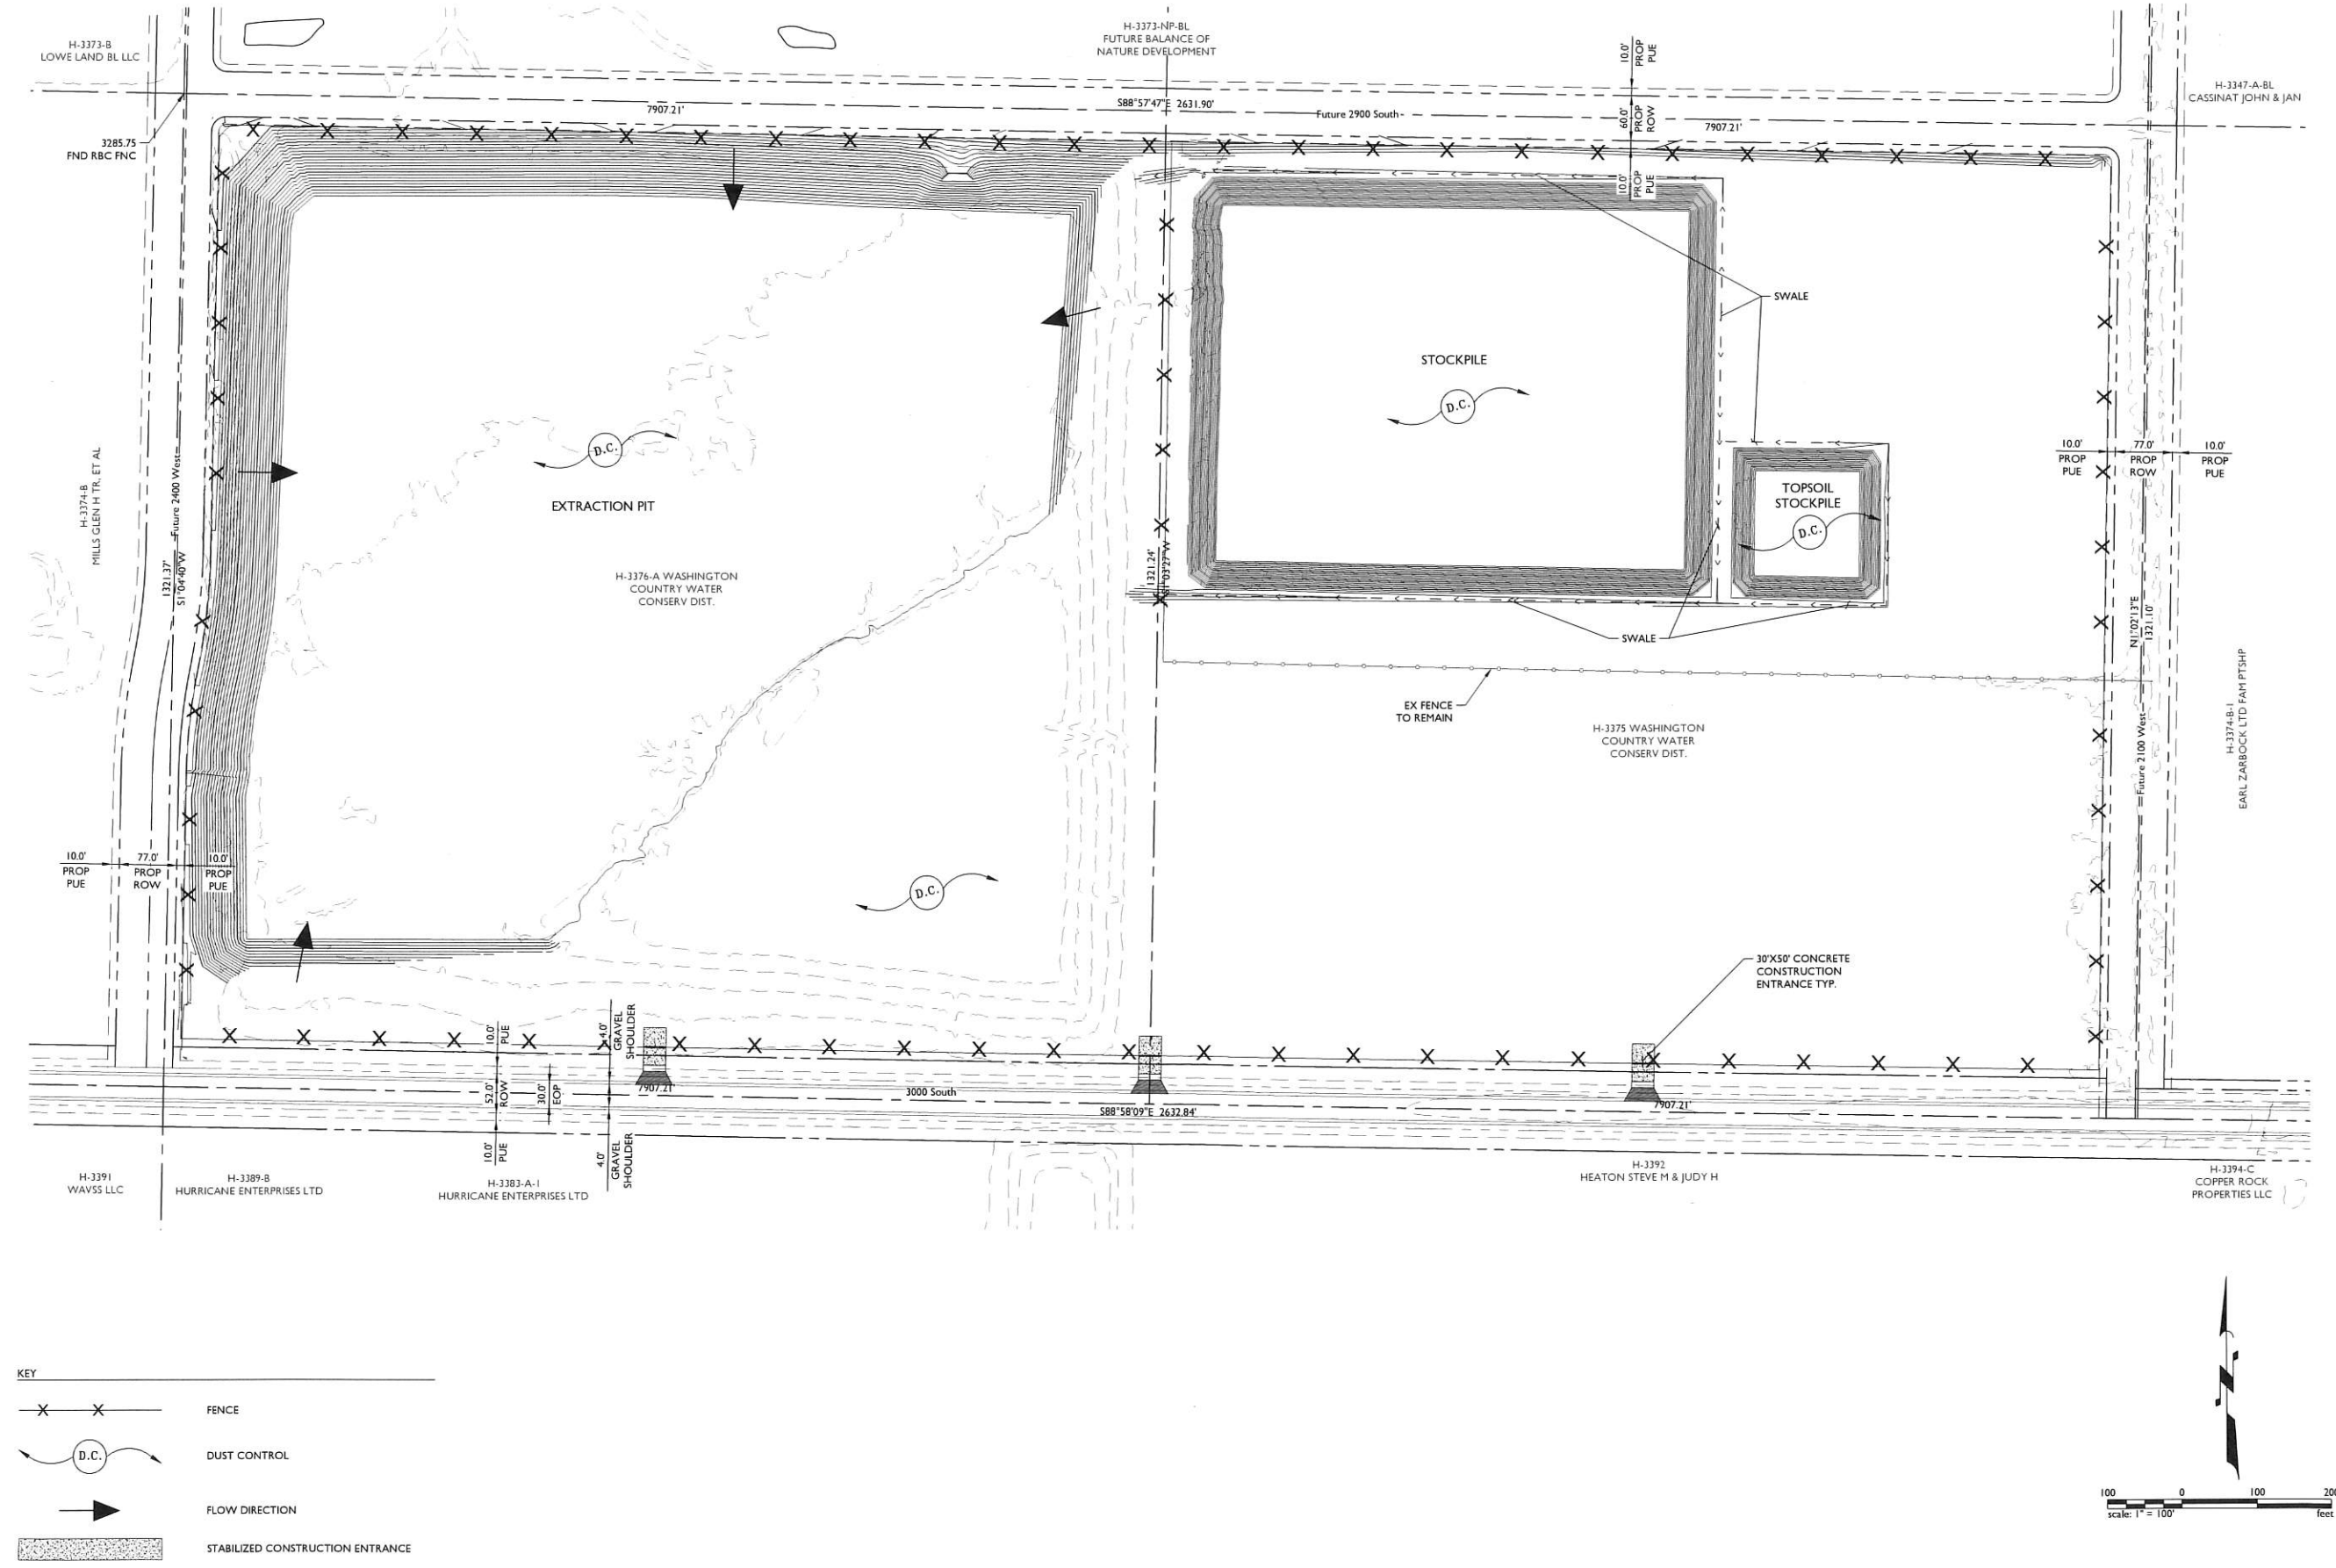 H-3373-B
LOWE LAND BL LLC
H-3373-NP-BL
FUTURE BALANCE OF
NATURE DEVELOPMENT
10.0'
PROP
PUE
H-3347-A-BL
CASSINAT JOHN & JAN
7907.21'
S88°57'47"E 2631.90'
Future 2900 South
60.0'
PROP
ROW
7907.21'
3285.75
FND RBC FNC
10.0'
PROP
PUE
SWALE
STOCKPILE
D.C.
D.C.
EXTRACTION PIT
H-3374-B
MILLS GLEN H TR, ET AL
Future 2400 West
1321.37'
S1°04'40"W
H-3376-A WASHINGTON
COUNTRY WATER
CONSERV DIST.
1321.24'
S1°03'27"W
TOPSOIL
STOCKPILE
D.C.
10.0'
PROP
PUE
77.0'
PROP
ROW
10.0'
PROP
PUE
SWALE
N1°02'13"E
1321.10'
EX FENCE
TO REMAIN
H-3375 WASHINGTON
COUNTRY WATER
CONSERV DIST.
Future 2100 West
H-3374-B-1
EARL ZARBOCK LTD FAM PTSHP
10.0'
PROP
PUE
77.0'
PROP
ROW
10.0'
PROP
PUE
D.C.
30'X50' CONCRETE
CONSTRUCTION
ENTRANCE TYP.
10.0'
PUE
4.0'
GRAVEL
SHOULDER
52.0'
ROW
30.0'
EOP
7907.21'
3000 South
S88°58'09"E 2632.84'
7907.21'
10.0'
PUE
4.0'
GRAVEL
SHOULDER
H-3391
WAVSS LLC
H-3389-B
HURRICANE ENTERPRISES LTD
H-3383-A-1
HURRICANE ENTERPRISES LTD
H-3392
HEATON STEVE M & JUDY H
H-3394-C
COPPER ROCK
PROPERTIES LLC
KEY
FENCE
D.C.
DUST CONTROL
FLOW DIRECTION
STABILIZED CONSTRUCTION ENTRANCE
100 0 100
scale: 1" = 100' feet